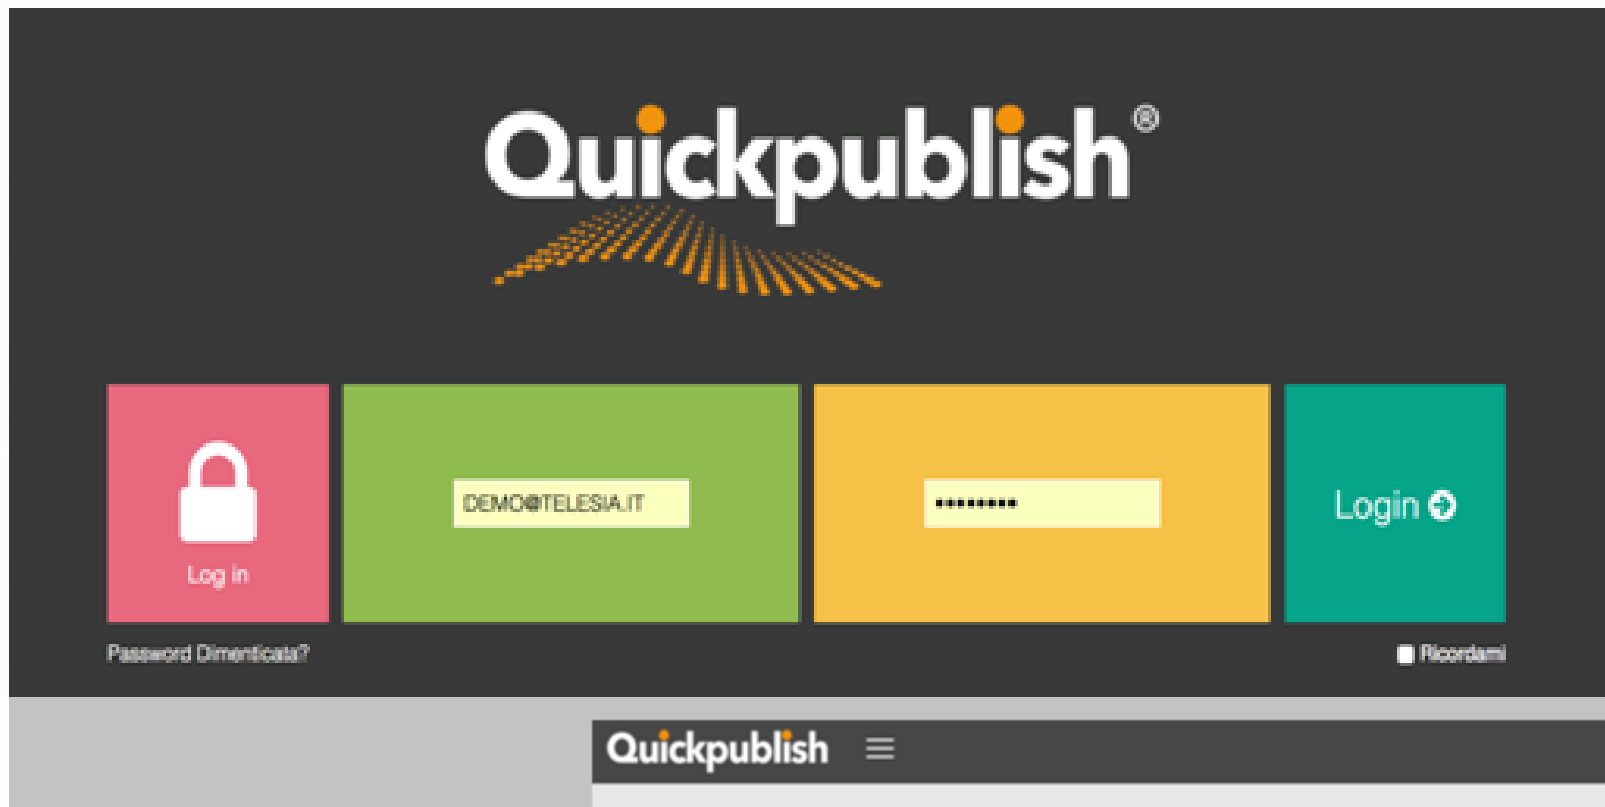 Quickpublish®
DEMO@TELESIA.IT
••••••••
Login
Log in
Password Dimenticata?
Ricordami
Quickpublish